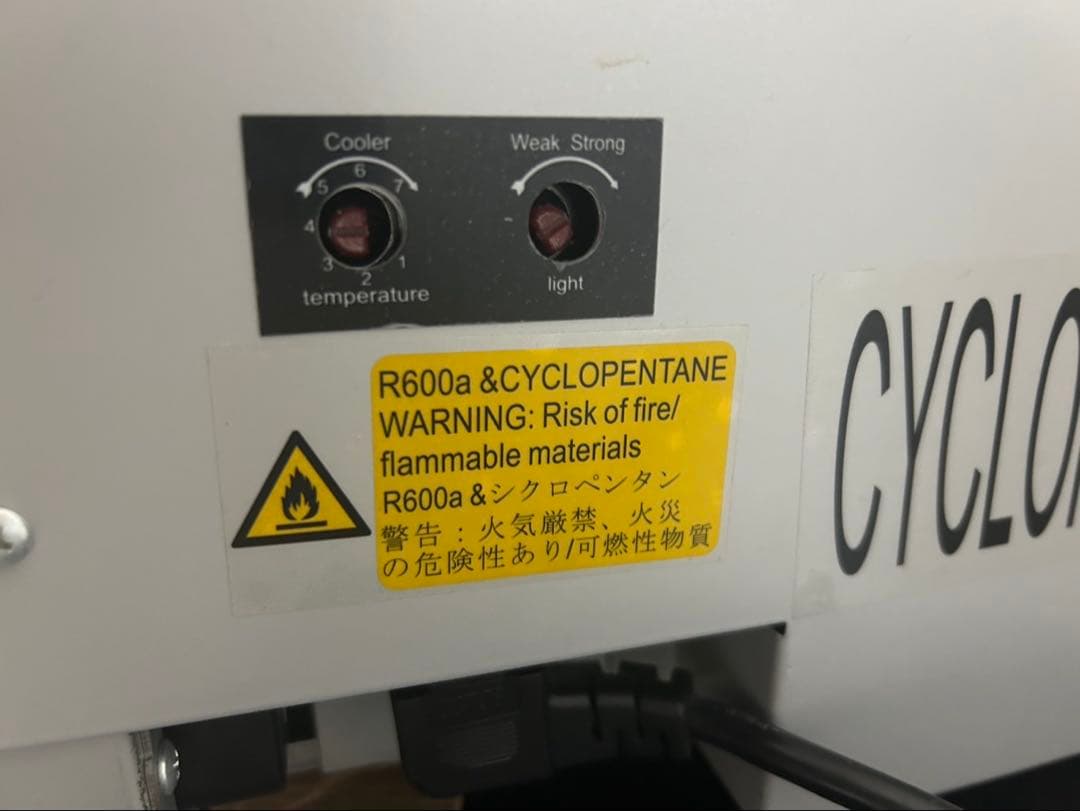 Cooler
5 6 7
4
3 2 1
temperature
Weak Strong
light
R600a &CYCLOPENTANE
WARNING: Risk of fire/
flammable materials
R600a &シクロペンタン
警告：火気厳禁、火災
の危険性あり/可燃性物質
CYCLO